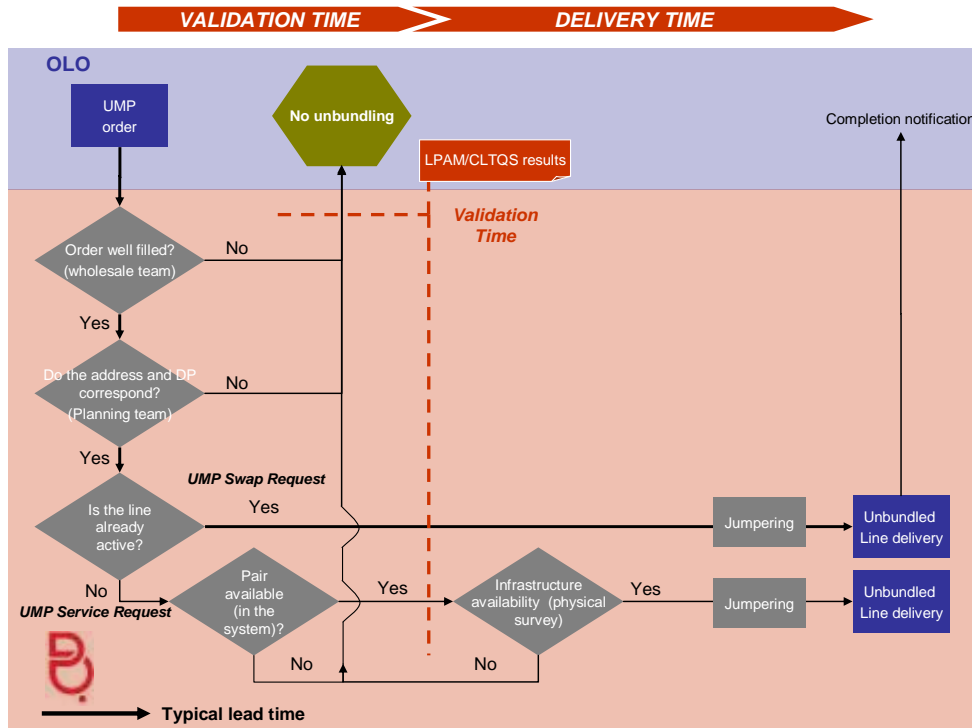 VALIDATION TIME
DELIVERY TIME
OLO
UMP
order
No unbundling
Completion notification
LPAM/CLTQS results
Validation
Time
Order well filled?
(wholesale team)
No
Yes
Do the address and DP
correspond?
(Planning team)
No
Yes
UMP Swap Request
Is the line
already
active?
Yes
Jumpering
Unbundled
Line delivery
No
UMP Service Request
Pair
available
(in the
system)?
Yes
Infrastructure
availability (physical
survey)
Yes
Jumpering
Unbundled
Line delivery
No
No
Typical lead time